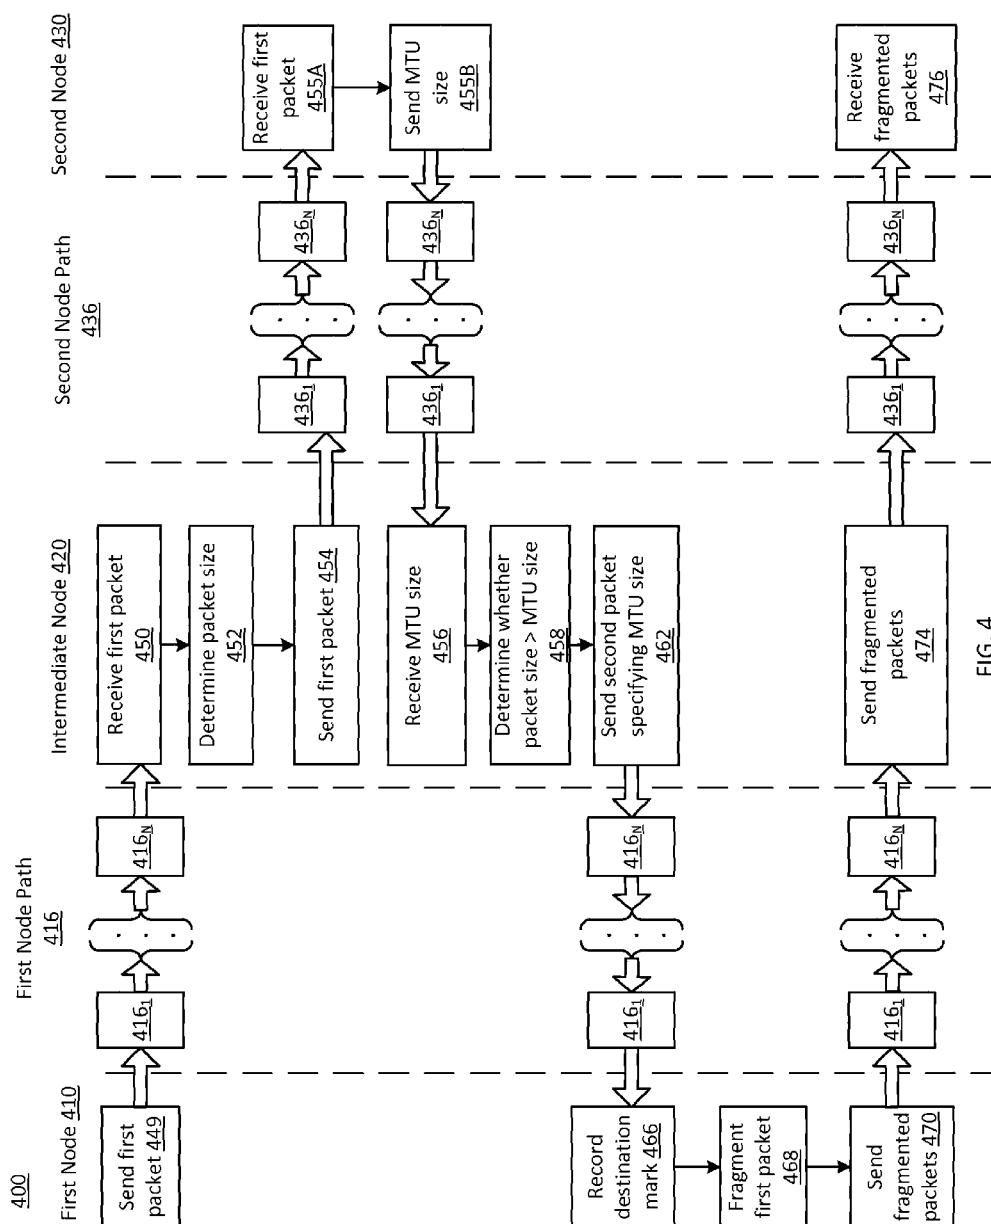 400
First Node 410
First Node Path
416
Intermediate Node 420
Second Node Path
436
Second Node 430
Send first
packet 449
416₁
. . .
416N
Receive first packet
450
Determine packet size
452
Send first packet 454
436₁
. . .
436N
Receive first
packet
455A
Send MTU
size
455B
436N
. . .
436₁
Receive MTU size
456
Determine whether
packet size > MTU size
458
Send second packet
specifying MTU size
462
416N
. . .
416₁
Record
destination
mark 466
Fragment
first packet
468
Send
fragmented
packets 470
416₁
. . .
416N
Send fragmented
packets
474
436₁
. . .
436N
Receive
fragmented
packets
476
FIG. 4